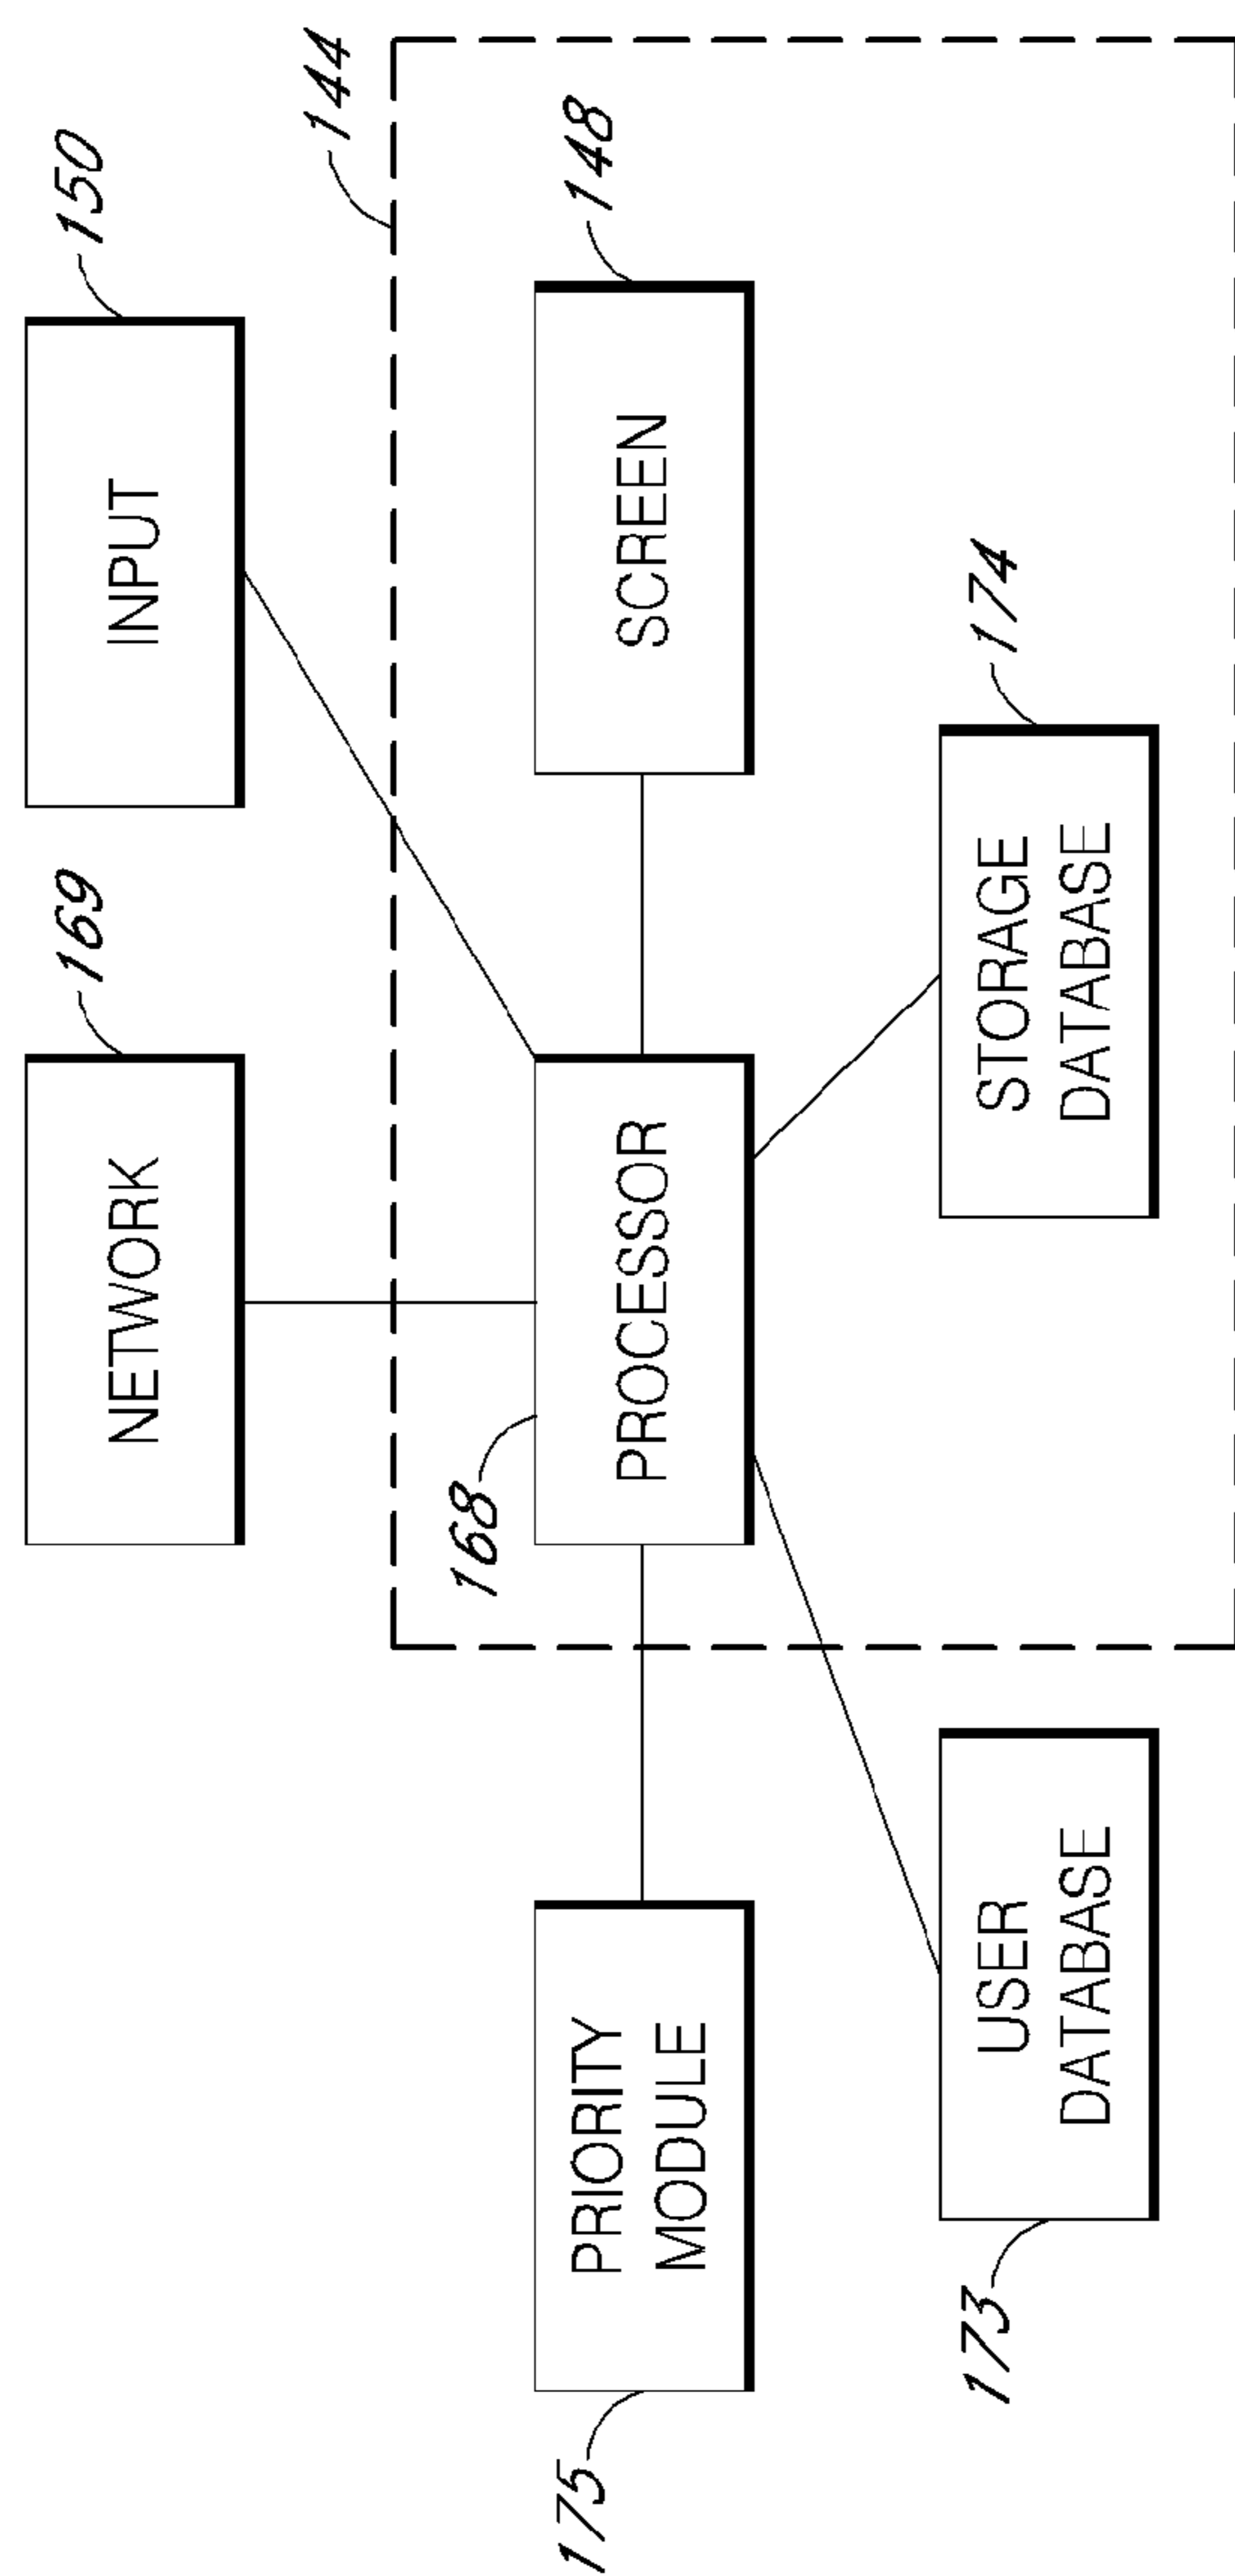 NETWORK
169
INPUT
150
144
168
PRIORITY
MODULE
175
PROCESSOR
SCREEN
148
USER
DATABASE
173
STORAGE
DATABASE
174